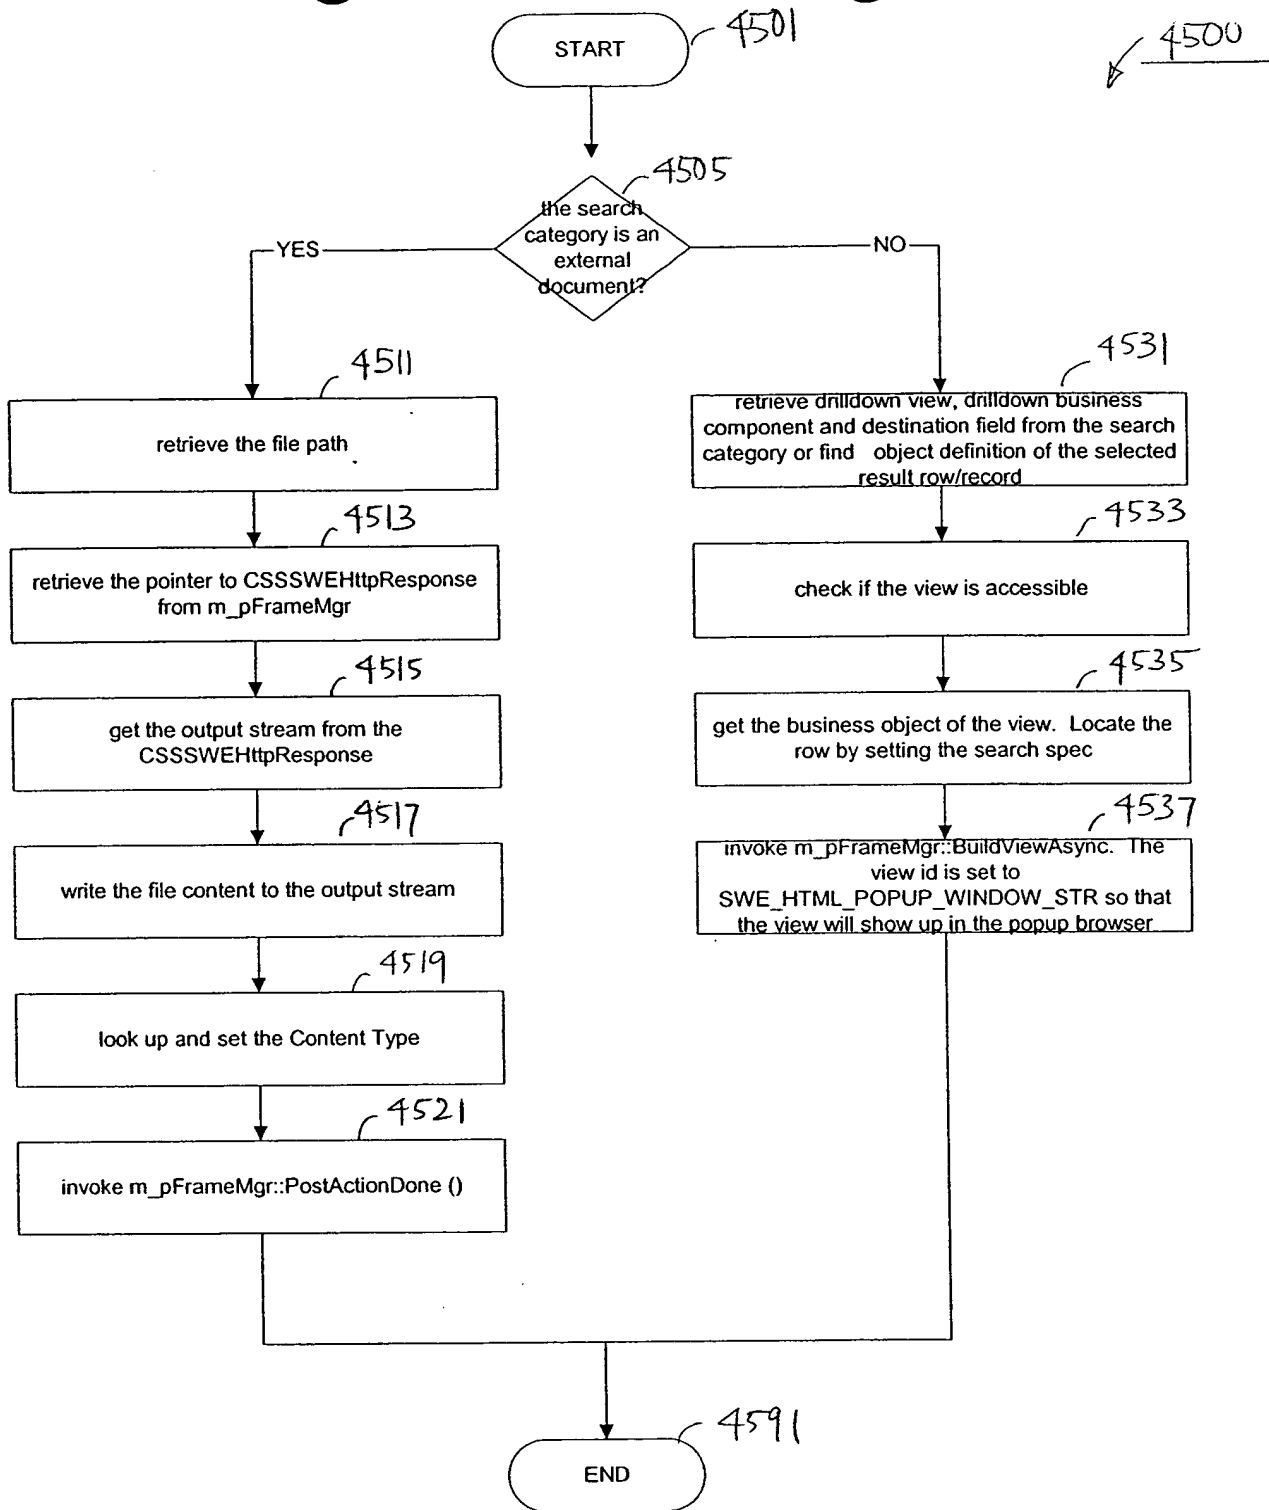 START
4501
4500
the search
category is an
external
document?
4505
YES
NO
4511
retrieve the file path
4513
retrieve the pointer to CSSSWEHttpResponse
from m_pFrameMgr
4515
get the output stream from the
CSSSWEHttpResponse
4517
write the file content to the output stream
4519
look up and set the Content Type
4521
invoke m_pFrameMgr::PostActionDone ()
4531
retrieve drilldown view, drilldown business
component and destination field from the search
category or find object definition of the selected
result row/record
4533
check if the view is accessible
4535
get the business object of the view. Locate the
row by setting the search spec
4537
invoke m_pFrameMgr::BuildViewAsync. The
view id is set to
SWE_HTML_POPUP_WINDOW_STR so that
the view will show up in the popup browser
4591
END